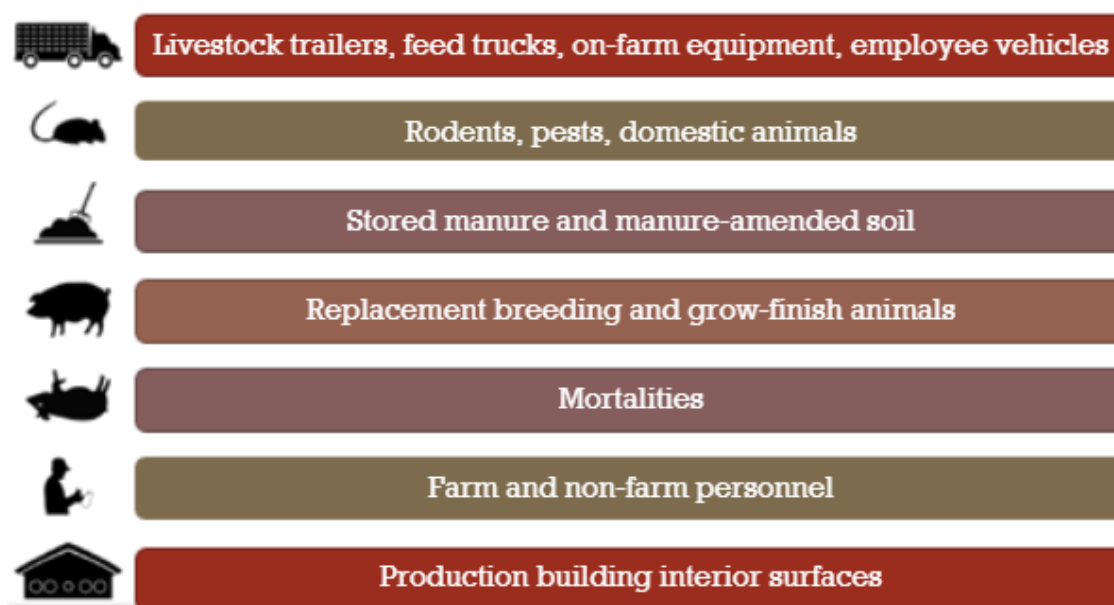 Livestock trailers, feed trucks, on-farm equipment, employee vehicles
Rodents, pests, domestic animals
Stored manure and manure-amended soil
Replacement breeding and grow-finish animals
Mortalities
Farm and non-farm personnel
Production building interior surfaces